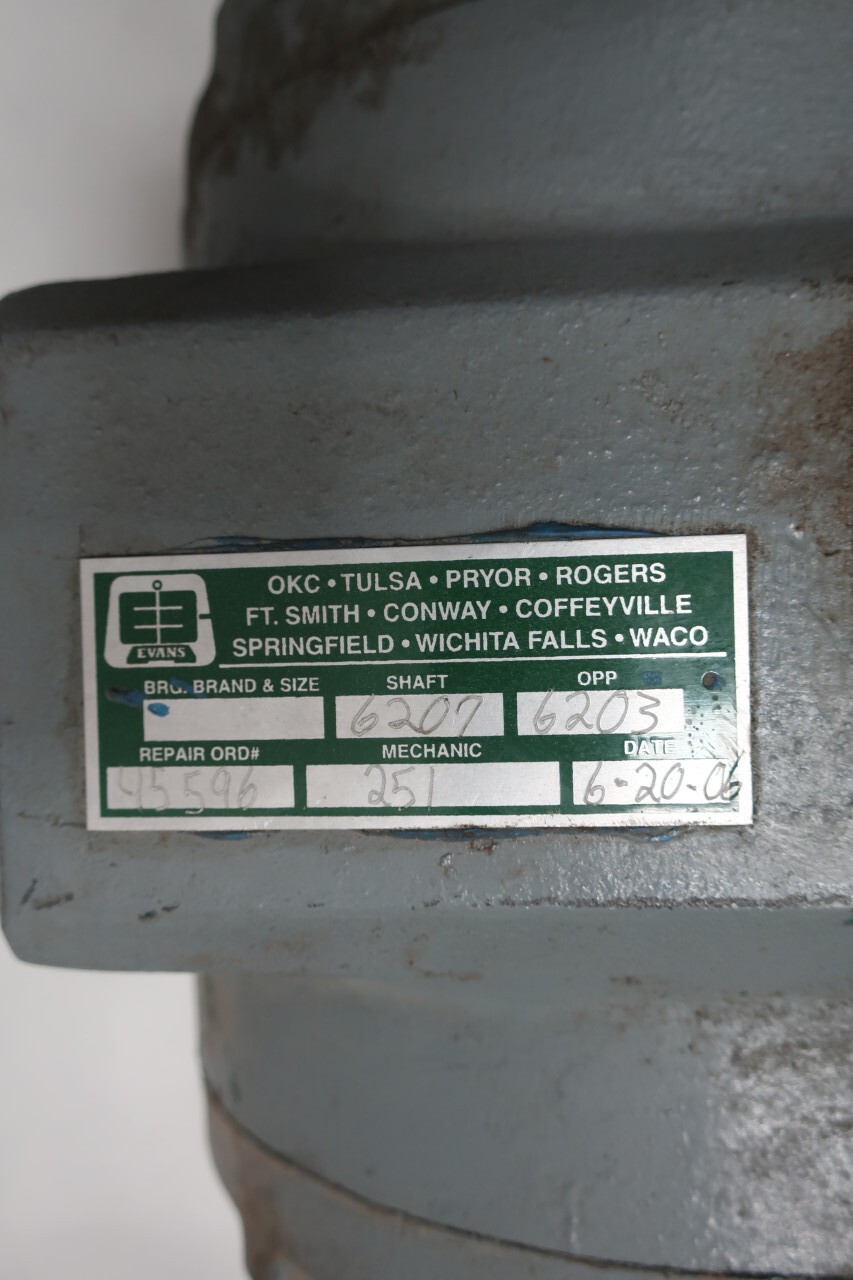 OKC • TULSA • PRYOR • ROGERS
FT. SMITH • CONWAY • COFFEYVILLE
SPRINGFIELD • WICHITA FALLS • WACO
EVANS
BRG. BRAND & SIZE SHAFT OPP
6207 6203
REPAIR ORD# MECHANIC DATE
45596 251 6-20-06